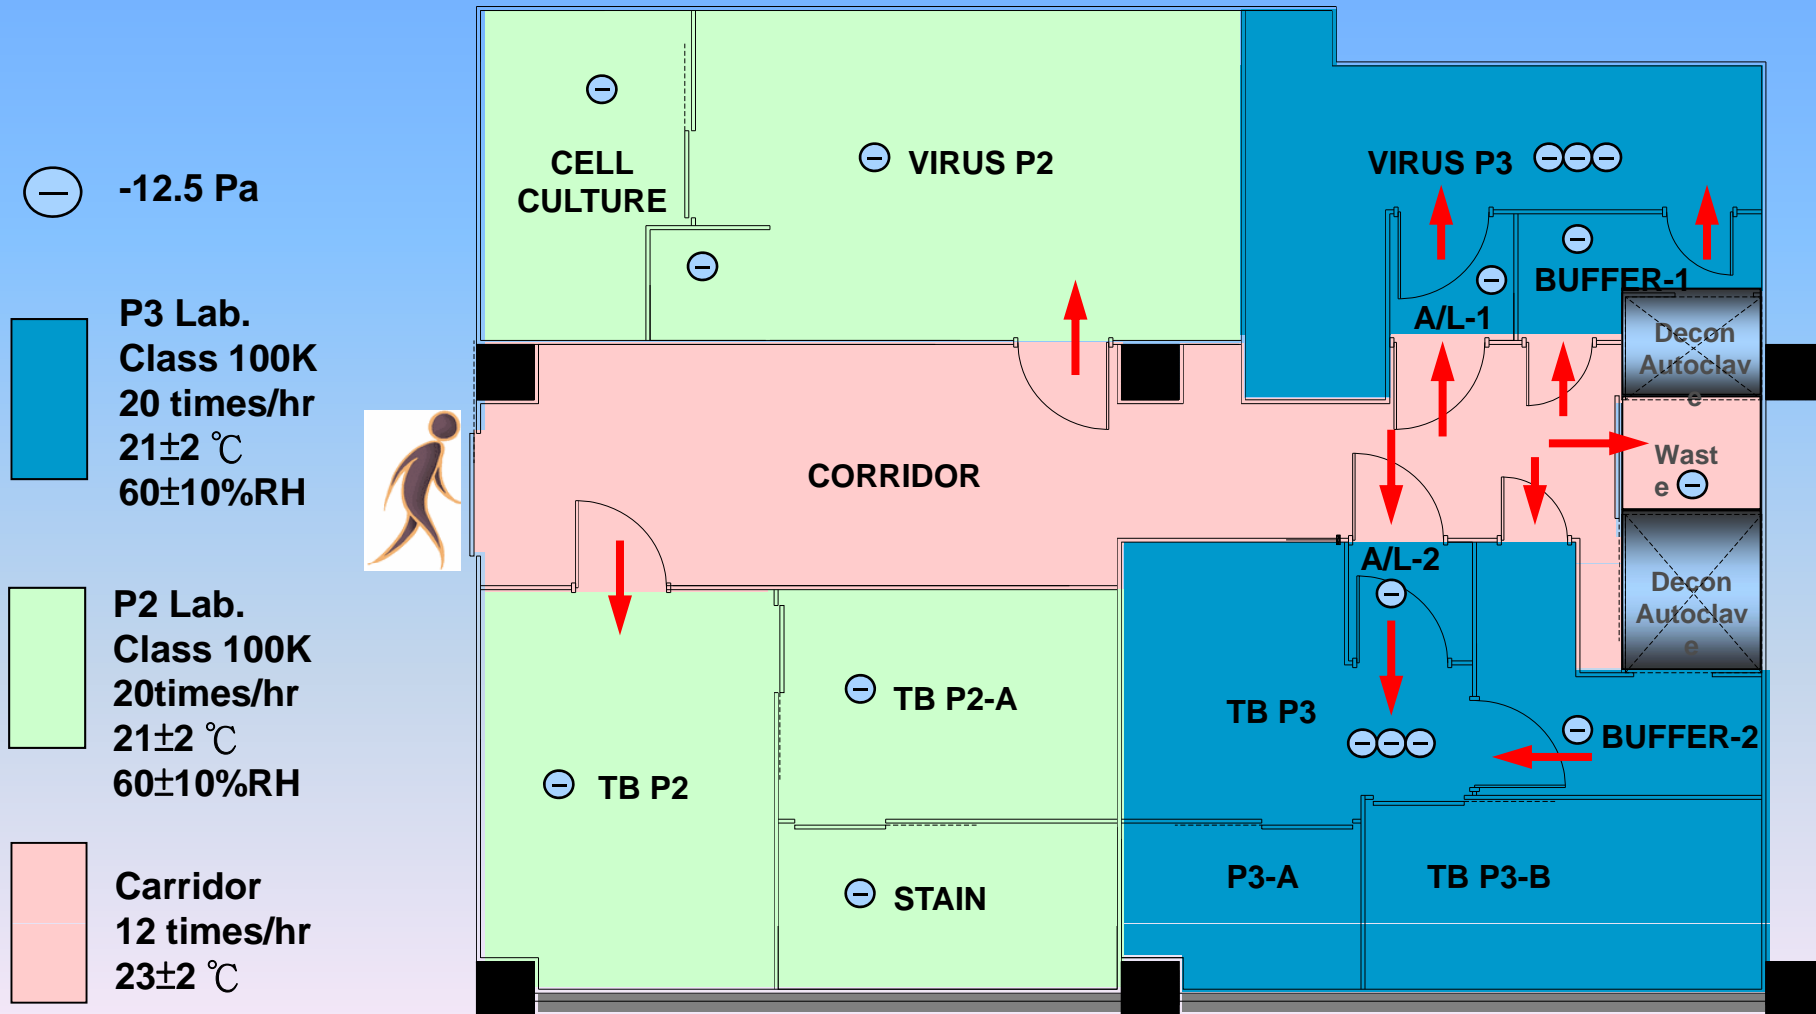 -12.5 Pa
P3 Lab.
Class 100K
20 times/hr
21±2 ℃
60±10%RH
P2 Lab.
Class 100K
20times/hr
21±2 ℃
60±10%RH
Carridor
12 times/hr
23±2 ℃
CELL
CULTURE
VIRUS P2
VIRUS P3
BUFFER-1
A/L-1
Decon
Autoclav
e
CORRIDOR
Wast
e
A/L-2
Decon
Autoclav
e
TB P2-A
TB P3
BUFFER-2
TB P2
STAIN
P3-A
TB P3-B